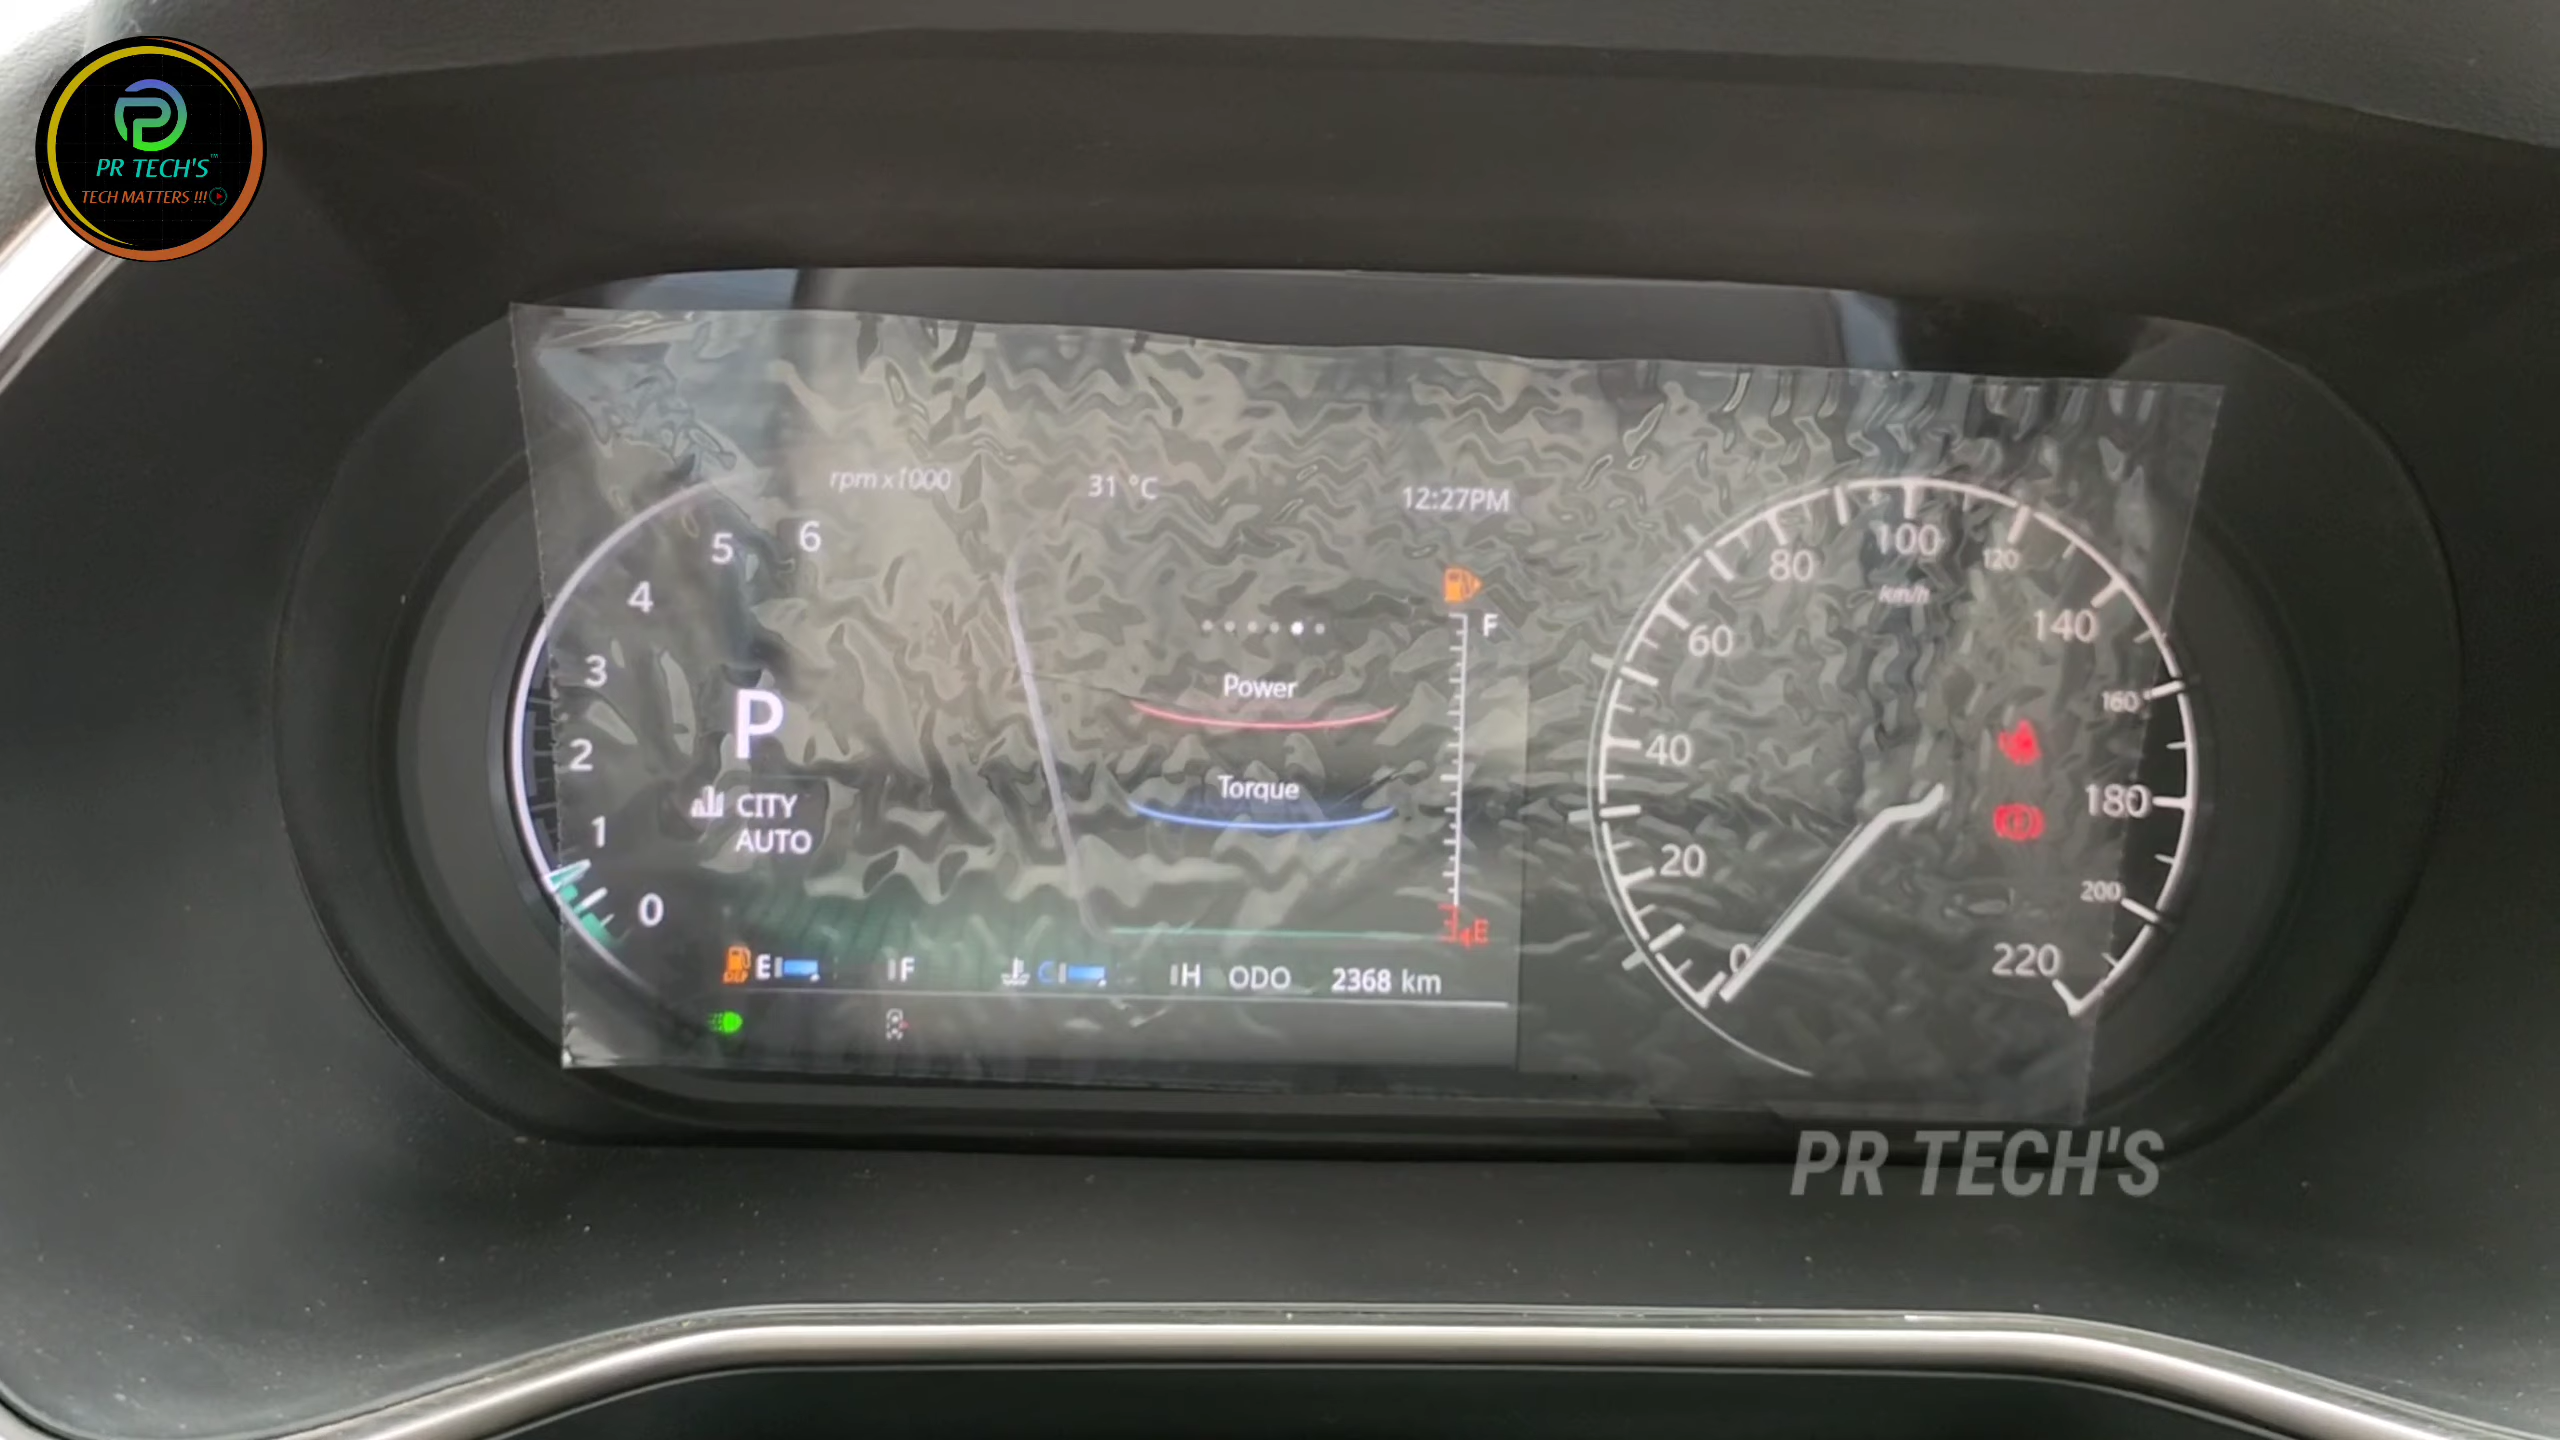 PR TECH'S™
TECH MATTERS !!!
rpm x1000
31 °C
12:27PM
6
5
4
3
2
1
0
P
CITY
AUTO
Power
Torque
F
E
DEF E F
C H ODO 2368 km
0
20
40
60
80
100
km/h
120
140
160
180
200
220
PR TECH'S